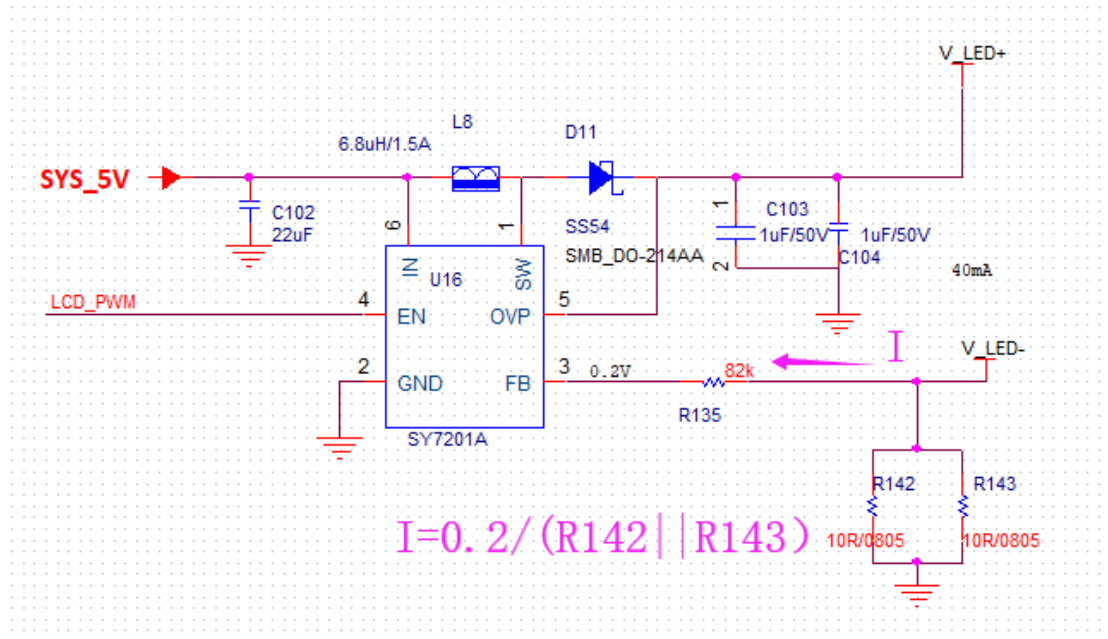 V_LED+
L8
6.8uH/1.5A
D11
SYS_5V
C102
22uF
6
1
SS54
SMB_DO-214AA
1
2
C103
1uF/50V
1uF/50V
C104
IN
SW
U16
40mA
LCD_PWM
4
EN
OVP
5
I
V_LED-
2
GND
FB
3
0.2V
82k
R135
SY7201A
R142
R143
I=0.2/(R142||R143)
10R/0805
10R/0805